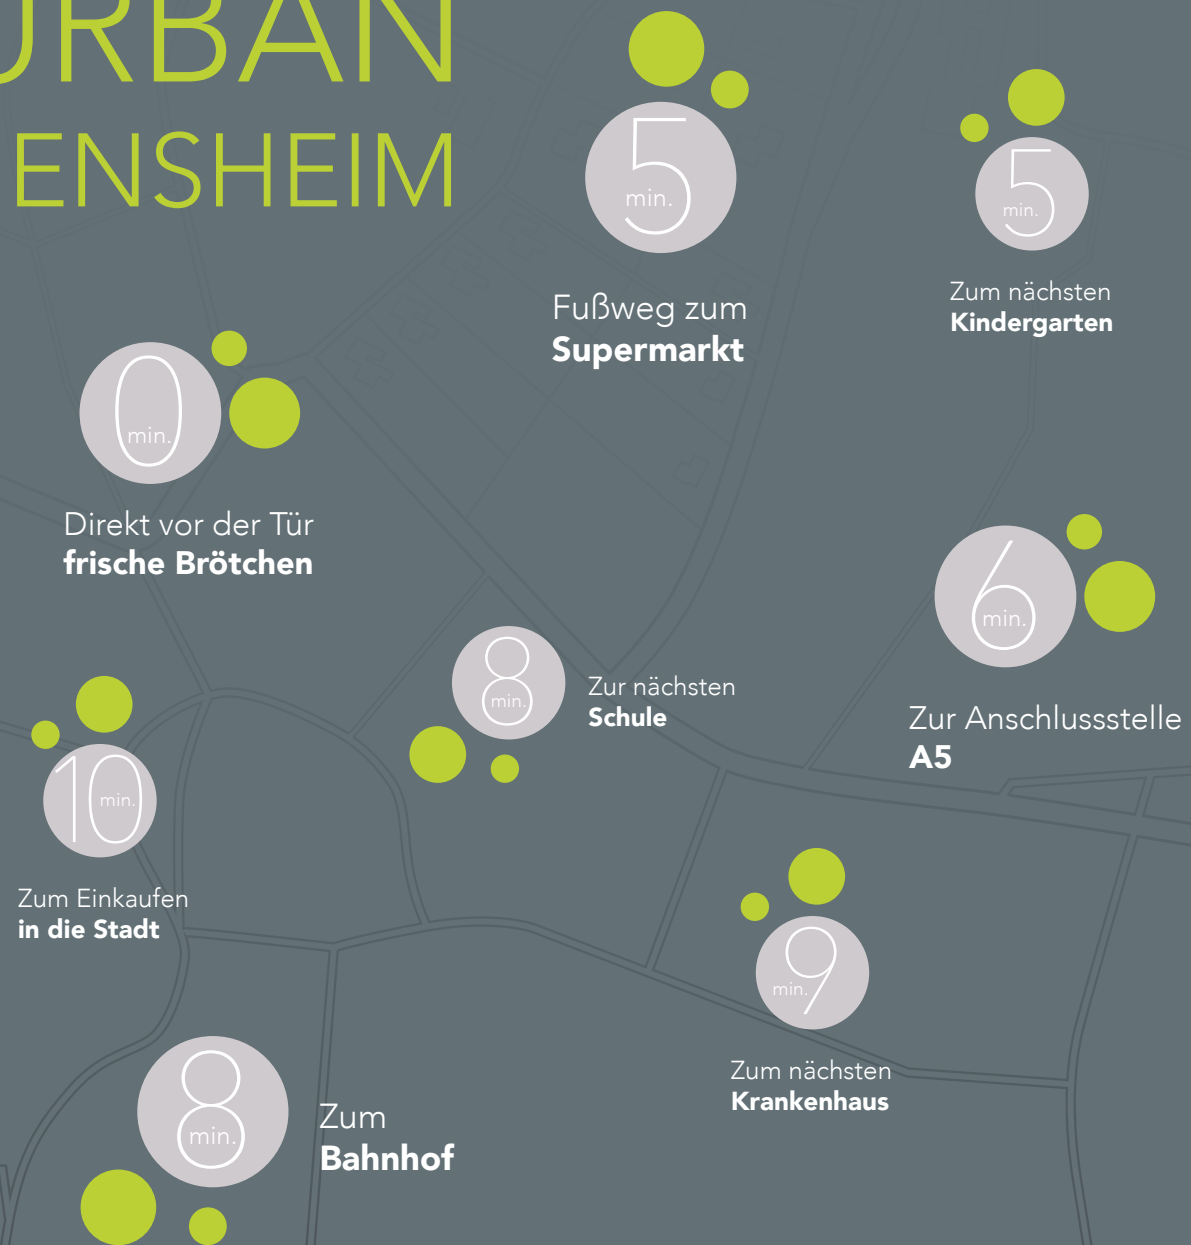 URBAN
ENSHEIM
5
min.
Fußweg zum
Supermarkt
5
min.
Zum nächsten
Kindergarten
0
min.
Direkt vor der Tür
frische Brötchen
6
min.
Zur Anschlussstelle
A5
8
min.
Zur nächsten
Schule
10
min.
Zum Einkaufen
in die Stadt
9
min.
Zum nächsten
Krankenhaus
8
min.
Zum
Bahnhof